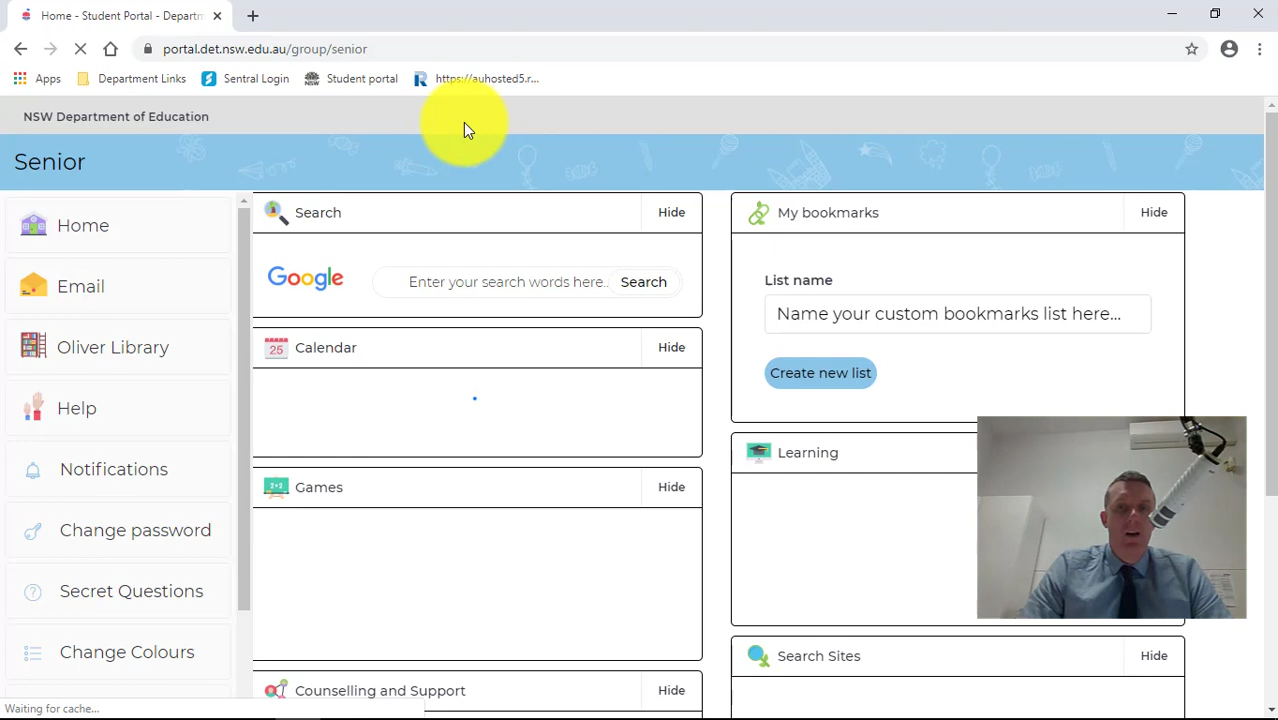 Home - Student Portal - Departm
portal.det.nsw.edu.au/group/senior
Apps
Department Links
Sentral Login
Student portal
https://auhosted5.r...
NSW Department of Education
Senior
Home
Email
Oliver Library
Help
Notifications
Change password
Secret Questions
Change Colours
Search
Hide
Google
Enter your search words here..
Search
Calendar
Hide
25
Games
Hide
2+2
Counselling and Support
Hide
My bookmarks
Hide
List name
Name your custom bookmarks list here...
Create new list
Learning
Search Sites
Hide
Waiting for cache...